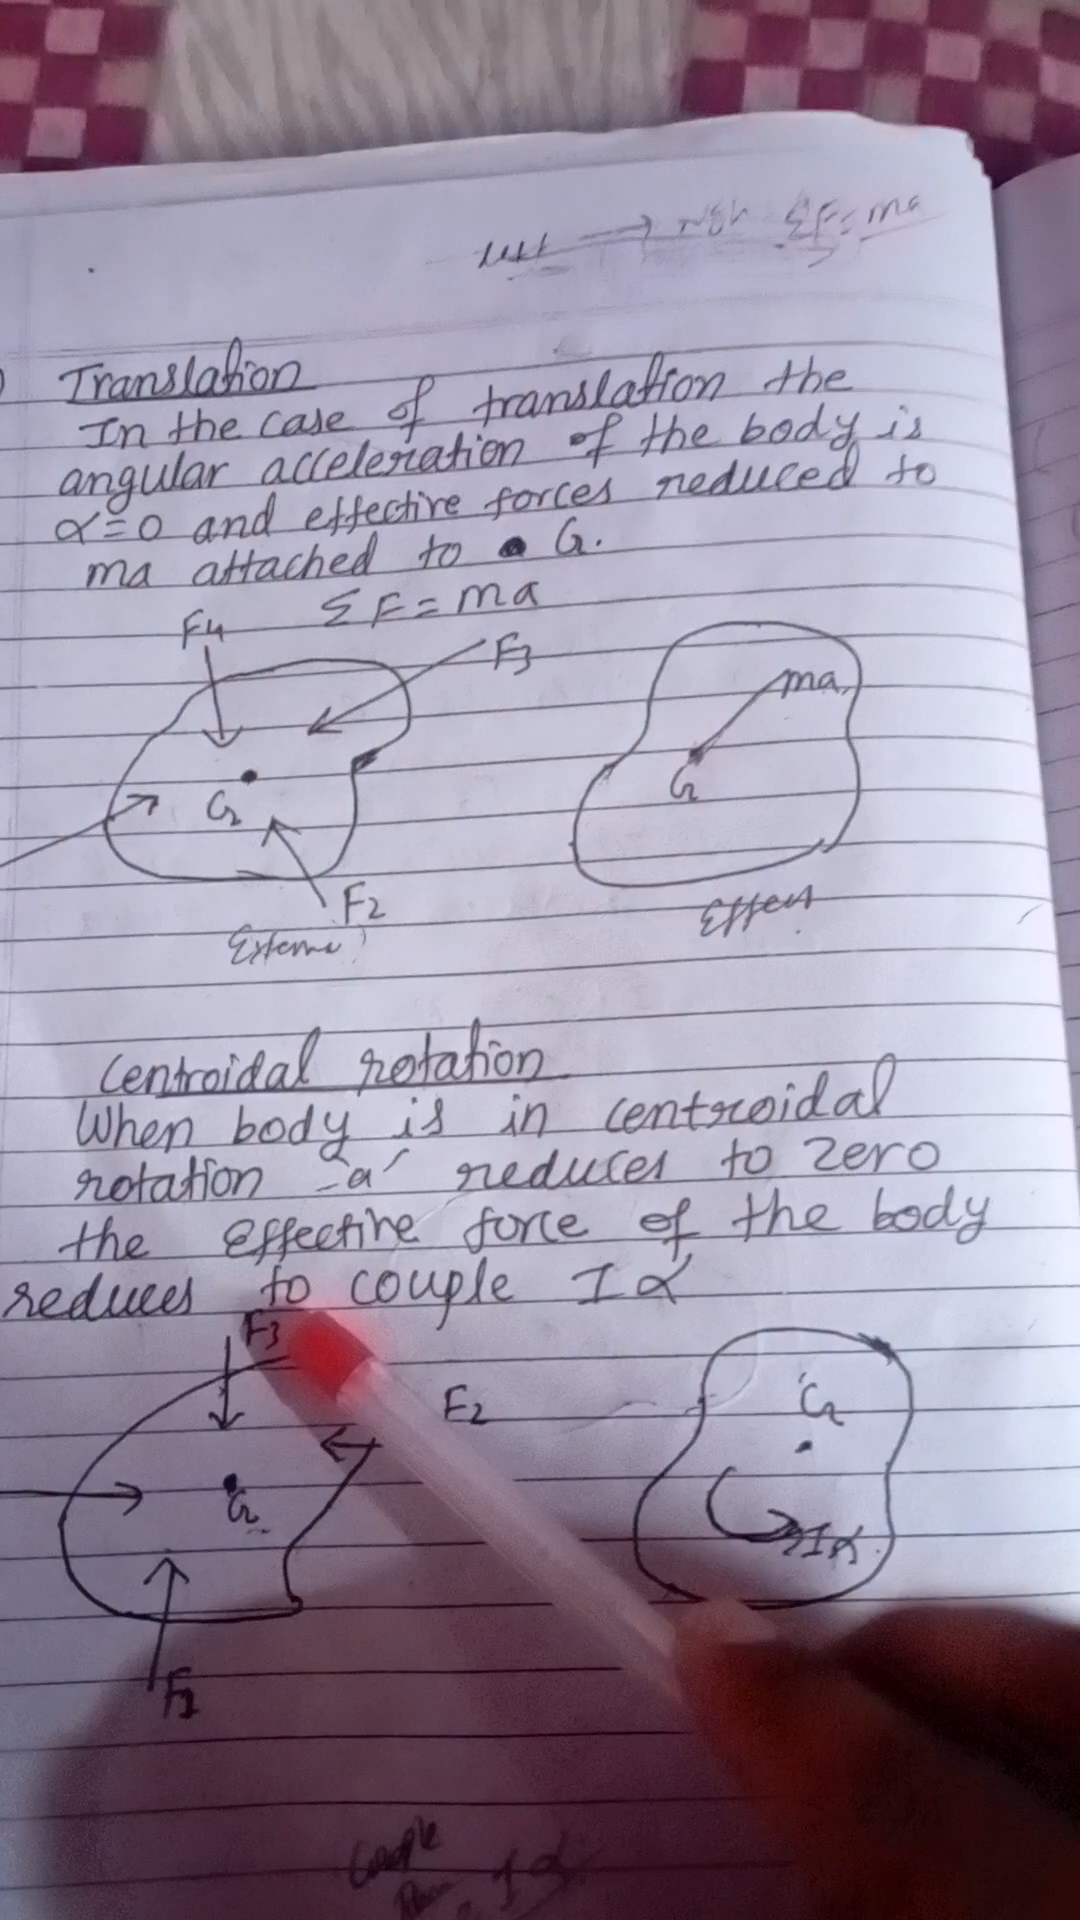 ΣF=ma
Translation
In the case of translation the
angular acceleration of the body is
α=0 and effective forces reduced to
ma attached to G.
ΣF=ma
F4
F3
ma
G
G
F2
Effect
Centroidal rotation
When body is in centroidal
rotation 'a' reduces to zero
the effective force of the body
reduces to couple Iα
F3
F2
G
G
Iα
F1
Couple
Iα